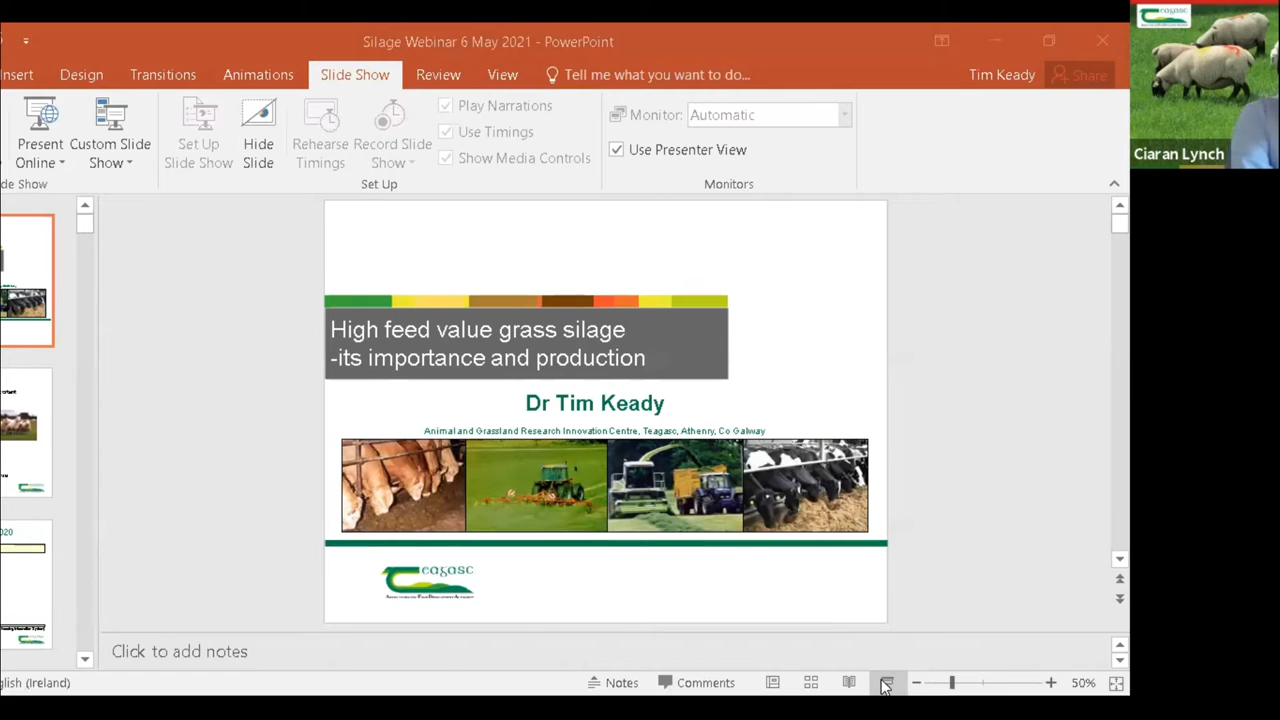 Silage Webinar 6 May 2021 - PowerPoint
nsert
Design
Transitions
Animations
Slide Show
Review
View
Tell me what you want to do...
Tim Keady
Share
Present
Online
Custom Slide
Show
Set Up
Slide Show
Hide
Slide
Rehearse
Timings
Record Slide
Show
Play Narrations
Use Timings
Show Media Controls
Monitor:
Automatic
Use Presenter View
de Show
Set Up
Monitors
Ciaran Lynch
High feed value grass silage
-its importance and production
Dr Tim Keady
Animal and Grassland Research Innovation Centre, Teagasc, Athenry, Co Galway
Teagasc
Click to add notes
glish (Ireland)
Notes
Comments
50%